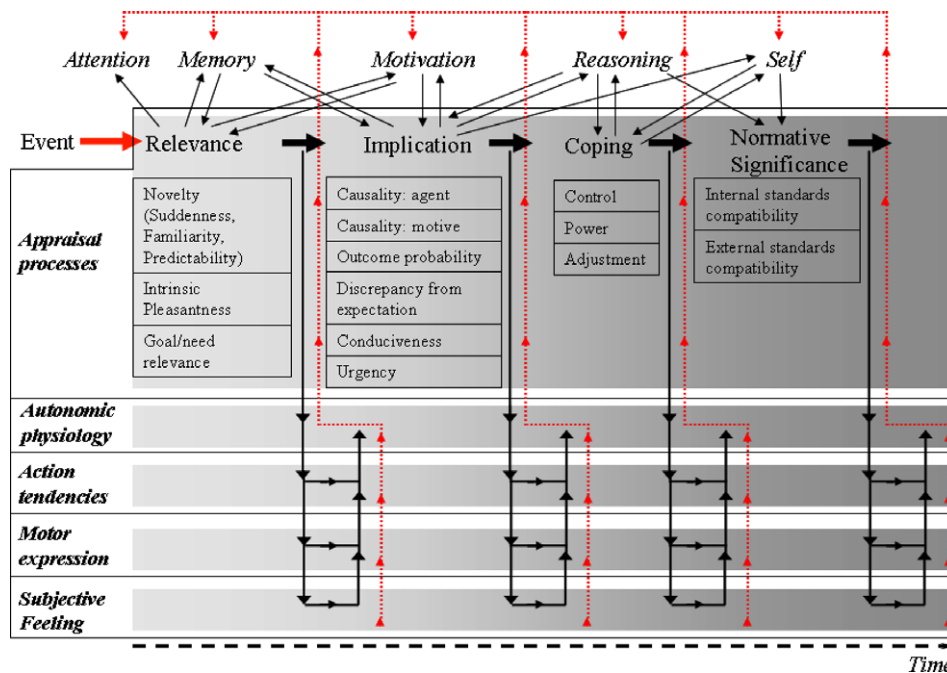 Attention Memory Motivation Reasoning Self
Event Relevance Implication Coping Normative
Significance
Appraisal
processes
Novelty
(Suddenness,
Familiarity,
Predictability)
Intrinsic
Pleasantness
Goal/need
relevance
Causality: agent
Causality: motive
Outcome probability
Discrepancy from
expectation
Conduciveness
Urgency
Control
Power
Adjustment
Internal standards
compatibility
External standards
compatibility
Autonomic
physiology
Action
tendencies
Motor
expression
Subjective
Feeling
Time